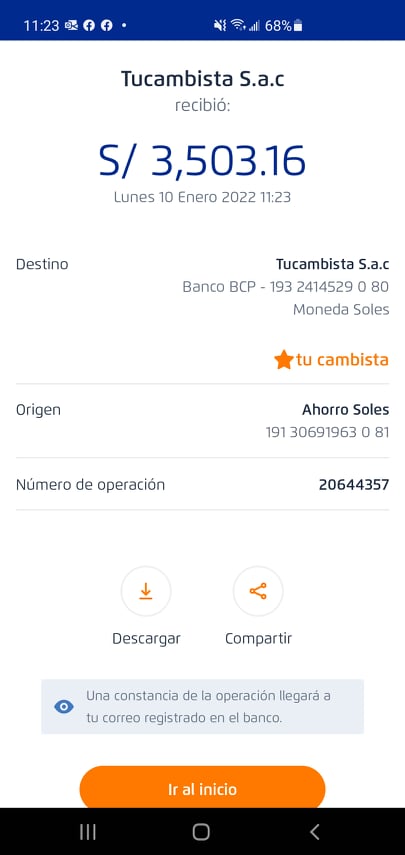 11:23 68%
Tucambista S.a.c
recibió:
S/ 3,503.16
Lunes 10 Enero 2022 11:23
Destino Tucambista S.a.c
Banco BCP - 193 2414529 0 80
Moneda Soles
tu cambista
Origen Ahorro Soles
191 30691963 0 81
Número de operación 20644357
Descargar Compartir
Una constancia de la operación llegará a
tu correo registrado en el banco.
Ir al inicio